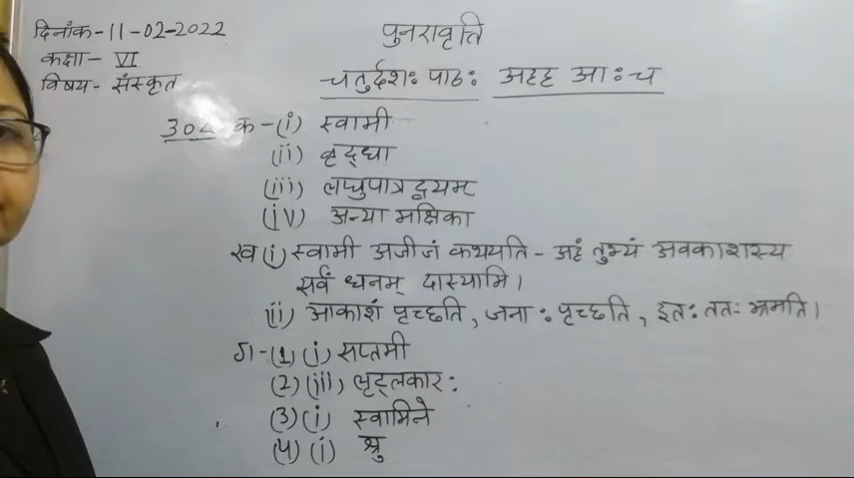 दिनांक-11-02-2022
पुनरावृत्ति
कक्षा- VI
विषय- संस्कृत
चतुर्दशः पाठः अहह आः च
क-(i) स्वामी
(ii) वृद्धा
(iii) लघुपात्रद्वयम्
(iv) अन्या मक्षिका
ख (i) स्वामी अजीजं कथयति - अहं तुभ्यं अवकाशस्य
सर्वं धनम् दास्यामि।
(ii) आकाशं पृच्छति, जनाः पृच्छति, इतः ततः भ्रमति।
ग-(1) (i) सप्तमी
(2) (iii) लृट्लकारः
(3) (i) स्वामिने
(4) (i) श्रु